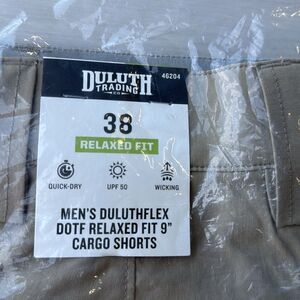 DULUTH
TRADING
CO
46204
38
RELAXED FIT
QUICK-DRY
UPF 50
WICKING
MEN'S DULUTHFLEX
DOTF RELAXED FIT 9"
CARGO SHORTS